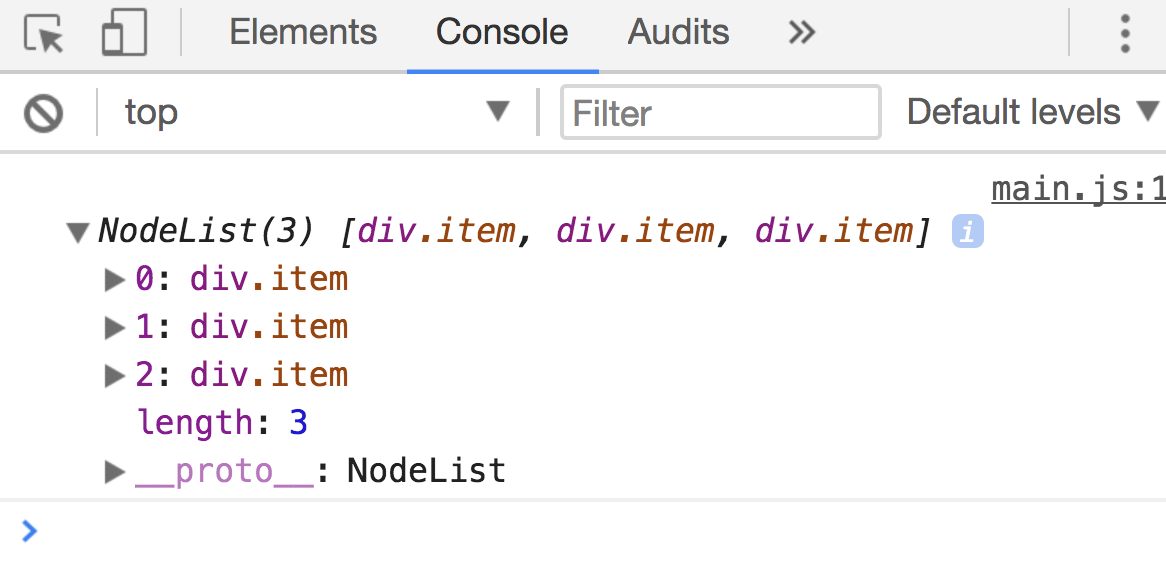 Elements Console Audits »
top Filter Default levels
main.js:1
NodeList(3) [div.item, div.item, div.item] i
0: div.item
1: div.item
2: div.item
length: 3
__proto__: NodeList